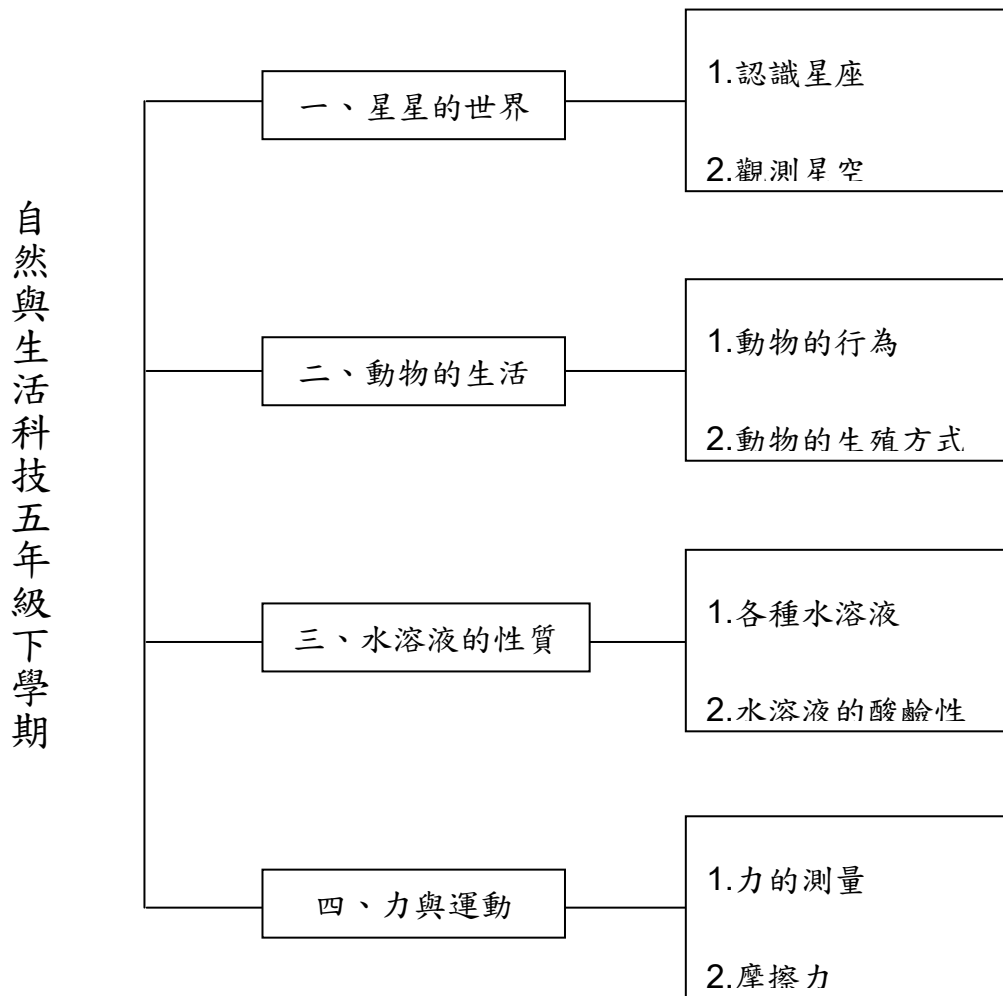 自然與生活科技五年級下學期
一、星星的世界
1.認識星座
2.觀測星空
二、動物的生活
1.動物的行為
2.動物的生殖方式
三、水溶液的性質
1.各種水溶液
2.水溶液的酸鹼性
四、力與運動
1.力的測量
2.摩擦力